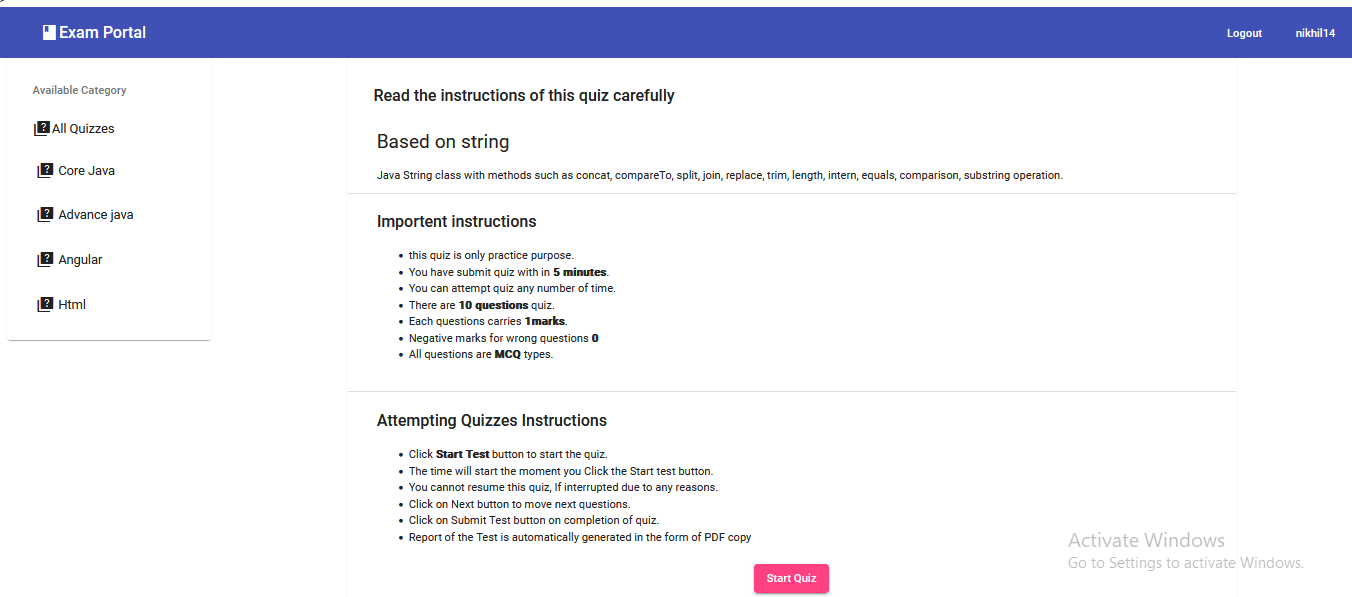 Exam Portal
Logout
nikhil14
Available Category
All Quizzes
Core Java
Advance java
Angular
Html
Read the instructions of this quiz carefully
Based on string
Java String class with methods such as concat, compareTo, split, join, replace, trim, length, intern, equals, comparison, substring operation.
Importent instructions
• this quiz is only practice purpose.
• You have submit quiz with in 5 minutes.
• You can attempt quiz any number of time.
• There are 10 questions quiz.
• Each questions carries 1marks.
• Negative marks for wrong questions 0
• All questions are MCQ types.
Attempting Quizzes Instructions
• Click Start Test button to start the quiz.
• The time will start the moment you Click the Start test button.
• You cannot resume this quiz, If interrupted due to any reasons.
• Click on Next button to move next questions.
• Click on Submit Test button on completion of quiz.
• Report of the Test is automatically generated in the form of PDF copy
Start Quiz
Activate Windows
Go to Settings to activate Windows.